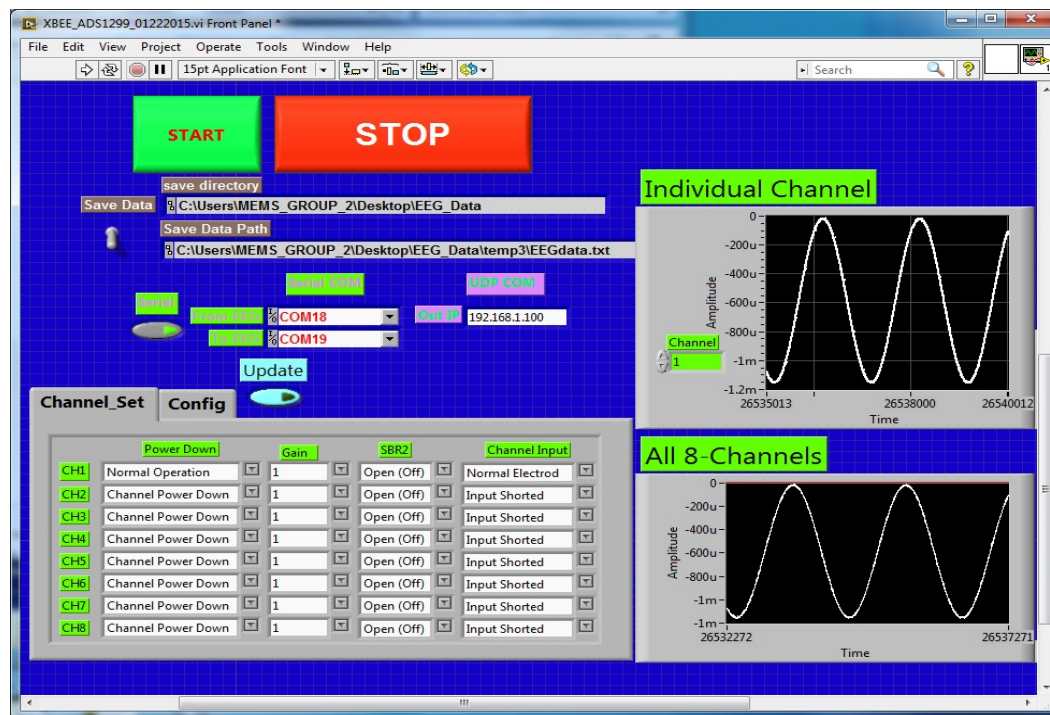 XBEE_ADS1299_01222015.vi Front Panel *
File Edit View Project Operate Tools Window Help
15pt Application Font
Search
START
STOP
save directory
Save Data
C:\Users\MEMS_GROUP_2\Desktop\EEG_Data
Save Data Path
C:\Users\MEMS_GROUP_2\Desktop\EEG_Data\temp3\EEGdata.txt
Serial COM
UDP COM
Serial
From EEG
COM18
Out IP
192.168.1.100
To EEG
COM19
Update
Channel_Set
Config
Power Down Gain SBR2 Channel Input
CH1 Normal Operation 1 Open (Off) Normal Electrod
CH2 Channel Power Down 1 Open (Off) Input Shorted
CH3 Channel Power Down 1 Open (Off) Input Shorted
CH4 Channel Power Down 1 Open (Off) Input Shorted
CH5 Channel Power Down 1 Open (Off) Input Shorted
CH6 Channel Power Down 1 Open (Off) Input Shorted
CH7 Channel Power Down 1 Open (Off) Input Shorted
CH8 Channel Power Down 1 Open (Off) Input Shorted
Individual Channel
0
-200u
-400u
-600u
-800u
-1m
-1.2m
Amplitude
Channel
1
26535013 26538000 26540012
Time
All 8-Channels
0
-200u
-400u
-600u
-800u
-1m
-1m
Amplitude
26532272 26537271
Time